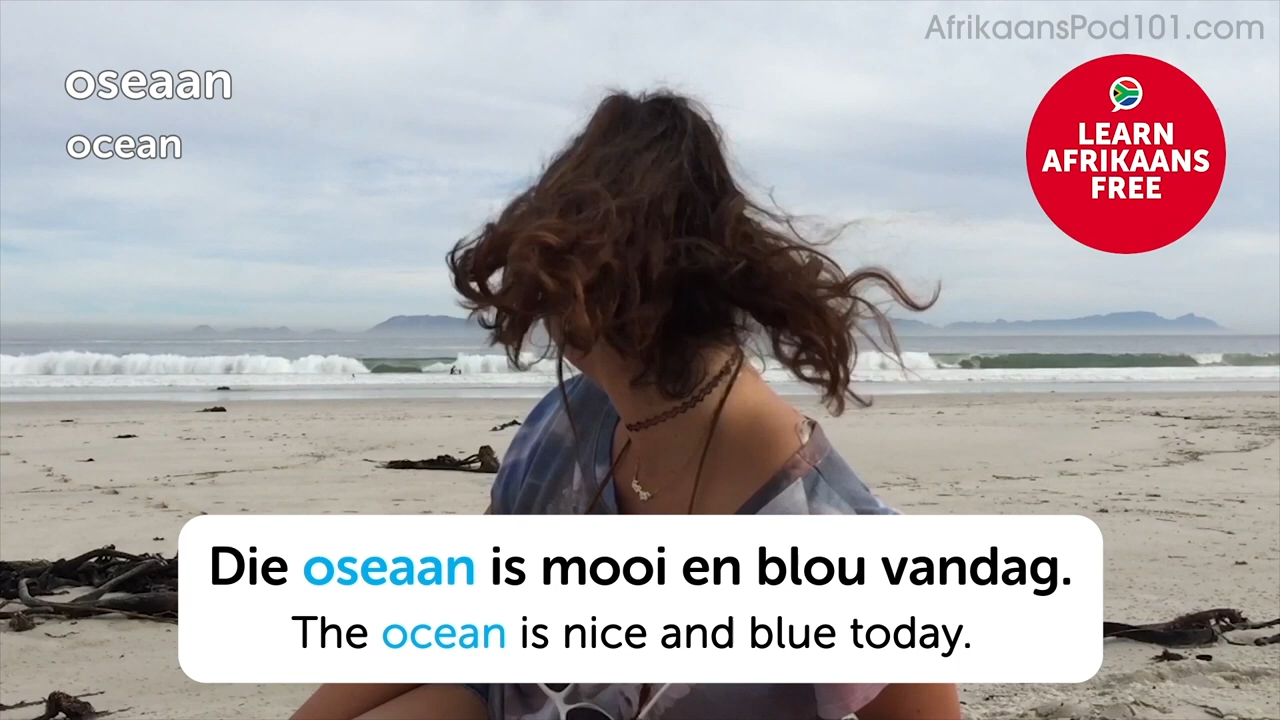 AfrikaansPod101.com
oseaan
ocean
LEARN
AFRIKAANS
FREE
Die oseaan is mooi en blou vandag.
The ocean is nice and blue today.